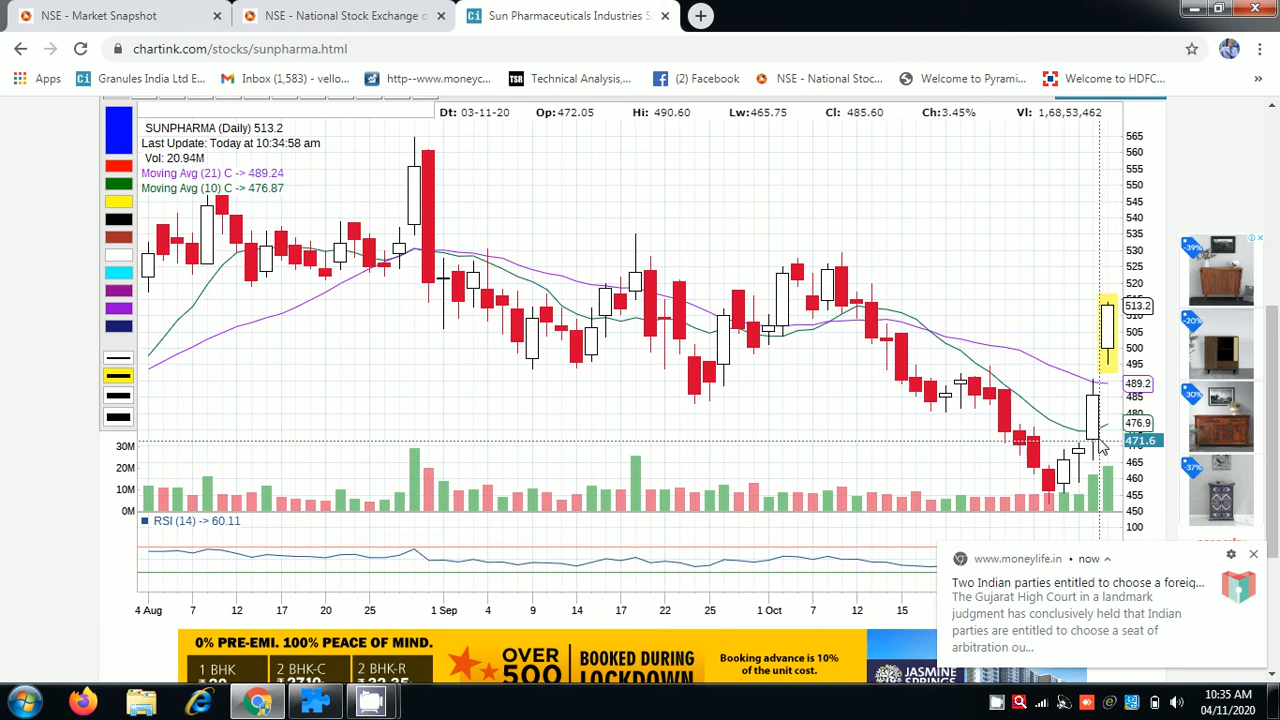 NSE - Market Snapshot
NSE - National Stock Exchange o
Sun Pharmaceuticals Industries S
chartink.com/stocks/sunpharma.html
Apps
Granules India Ltd E...
Inbox (1,583) - vello...
http--www.moneyc...
TSR
Technical Analysis,...
(2) Facebook
NSE - National Stoc...
Welcome to Pyrami...
Welcome to HDFC...
Dt: 03-11-20 Op:472.05 Hi: 490.60 Lw:465.75 Cl: 485.60 Ch:3.45% Vl: 1,68,53,462
SUNPHARMA (Daily) 513.2
Last Update: Today at 10:34:58 am
Vol: 20.94M
Moving Avg (21) C -> 489.24
Moving Avg (10) C -> 476.87
565
560
555
550
545
540
535
530
525
520
513.2
505
500
495
489.2
485
480
476.9
471.6
465
460
455
450
100
30M
20M
10M
0M
RSI (14) -> 60.11
4 Aug 7 12 17 20 25 1 Sep 4 9 14 17 22 25 1 Oct 7 12 15
-39%
-20%
-30%
-37%
www.moneylife.in • now
Two Indian parties entitled to choose a foreig...
The Gujarat High Court in a landmark
judgment has conclusively held that Indian
parties are entitled to choose a seat of
arbitration ou...
0% PRE-EMI. 100% PEACE OF MIND.
1 BHK
2 BHK-C
2 BHK-R
OVER
500
BOOKED DURING
LOCKDOWN
Booking advance is 10%
of the unit cost.
JASMINE
SPRINGS
10:35 AM
04/11/2020